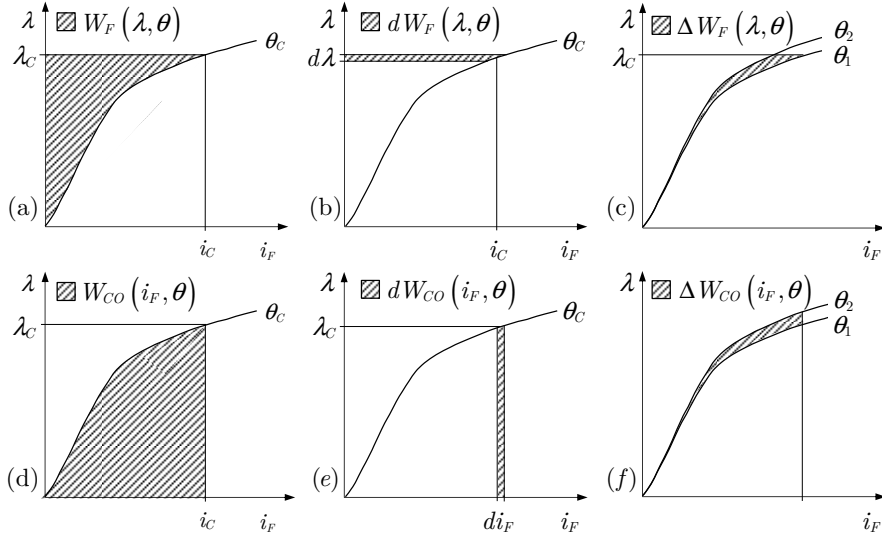 λ W_F (λ, θ) θ_C
λ_C
(a)
i_C i_F
λ dW_F (λ, θ) θ_C
dλ
(b)
i_C i_F
λ ΔW_F (λ, θ) θ_2
λ_C θ_1
(c)
i_F
λ W_CO (i_F, θ) θ_C
λ_C
(d)
i_C i_F
λ dW_CO (i_F, θ) θ_C
λ_C
(e)
di_F i_F
λ ΔW_CO (i_F, θ) θ_2
θ_1
(f)
i_F